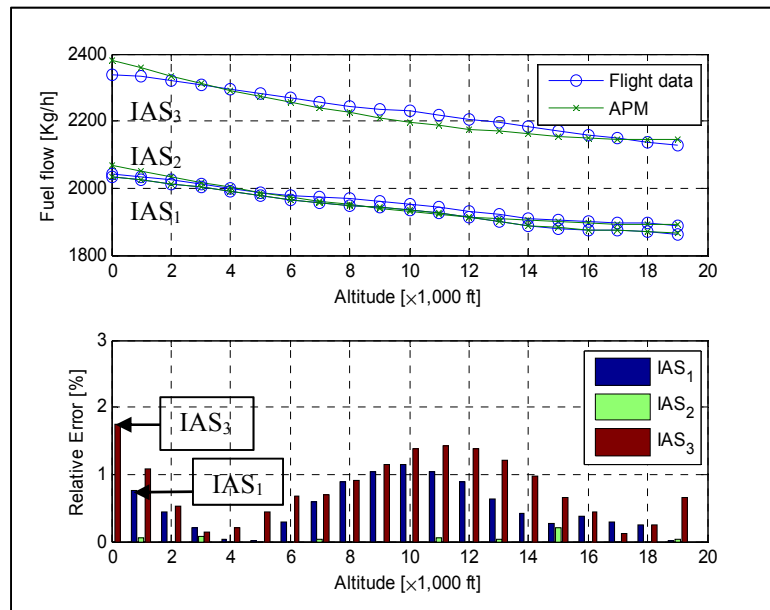 2400
2200
2000
1800
Fuel flow [Kg/h]
IAS3
IAS2
IAS1
Flight data
APM
0 2 4 6 8 10 12 14 16 18 20
Altitude [×1,000 ft]
3
2
1
0
Relative Error [%]
IAS3
IAS1
IAS1
IAS2
IAS3
0 2 4 6 8 10 12 14 16 18 20
Altitude [×1,000 ft]